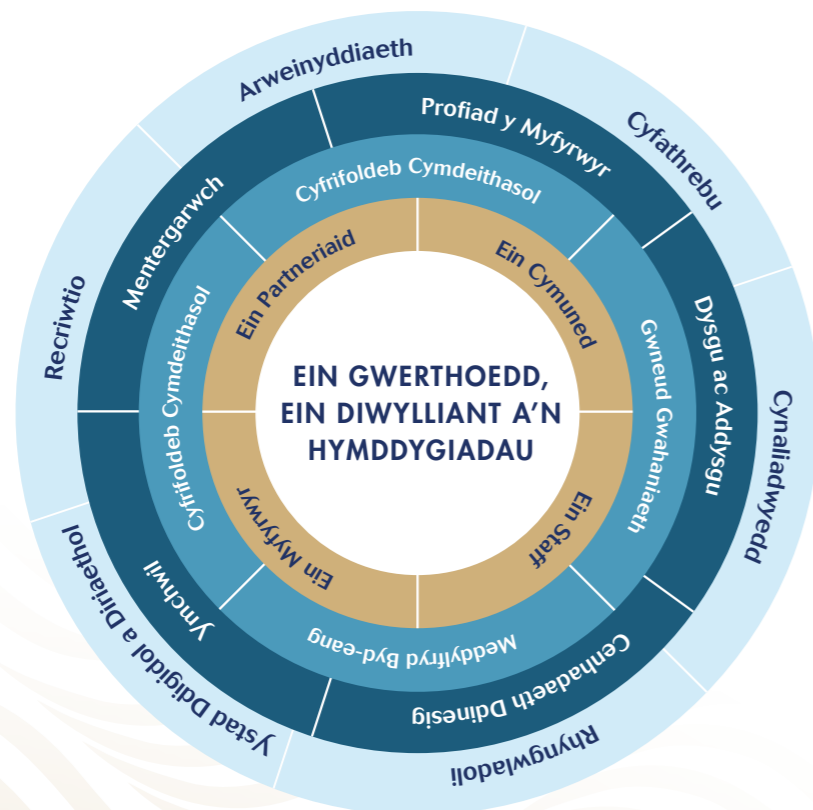 EIN GWERTHOEDD,
EIN DIWYLLIANT A'N
HYMDDYGIADAU
Ein Partneriaid
Ein Cymuned
Ein Staff
Ein Myfyrwyr
Cyfrifoldeb Cymdeithasol
Gwneud Gwahaniaeth
Meddylfryd Byd-eang
Cyfrifoldeb Cymdeithasol
Profiad y Myfyrwyr
Dysgu ac Addysgu
Cenhadaeth Ddinesig
Ymchwil
Mentergarwch
Arweinyddiaeth
Cyfathrebu
Cynaliadwyedd
Rhyngwladoli
Ystad Ddigidol a Diriaethol
Recriwtio